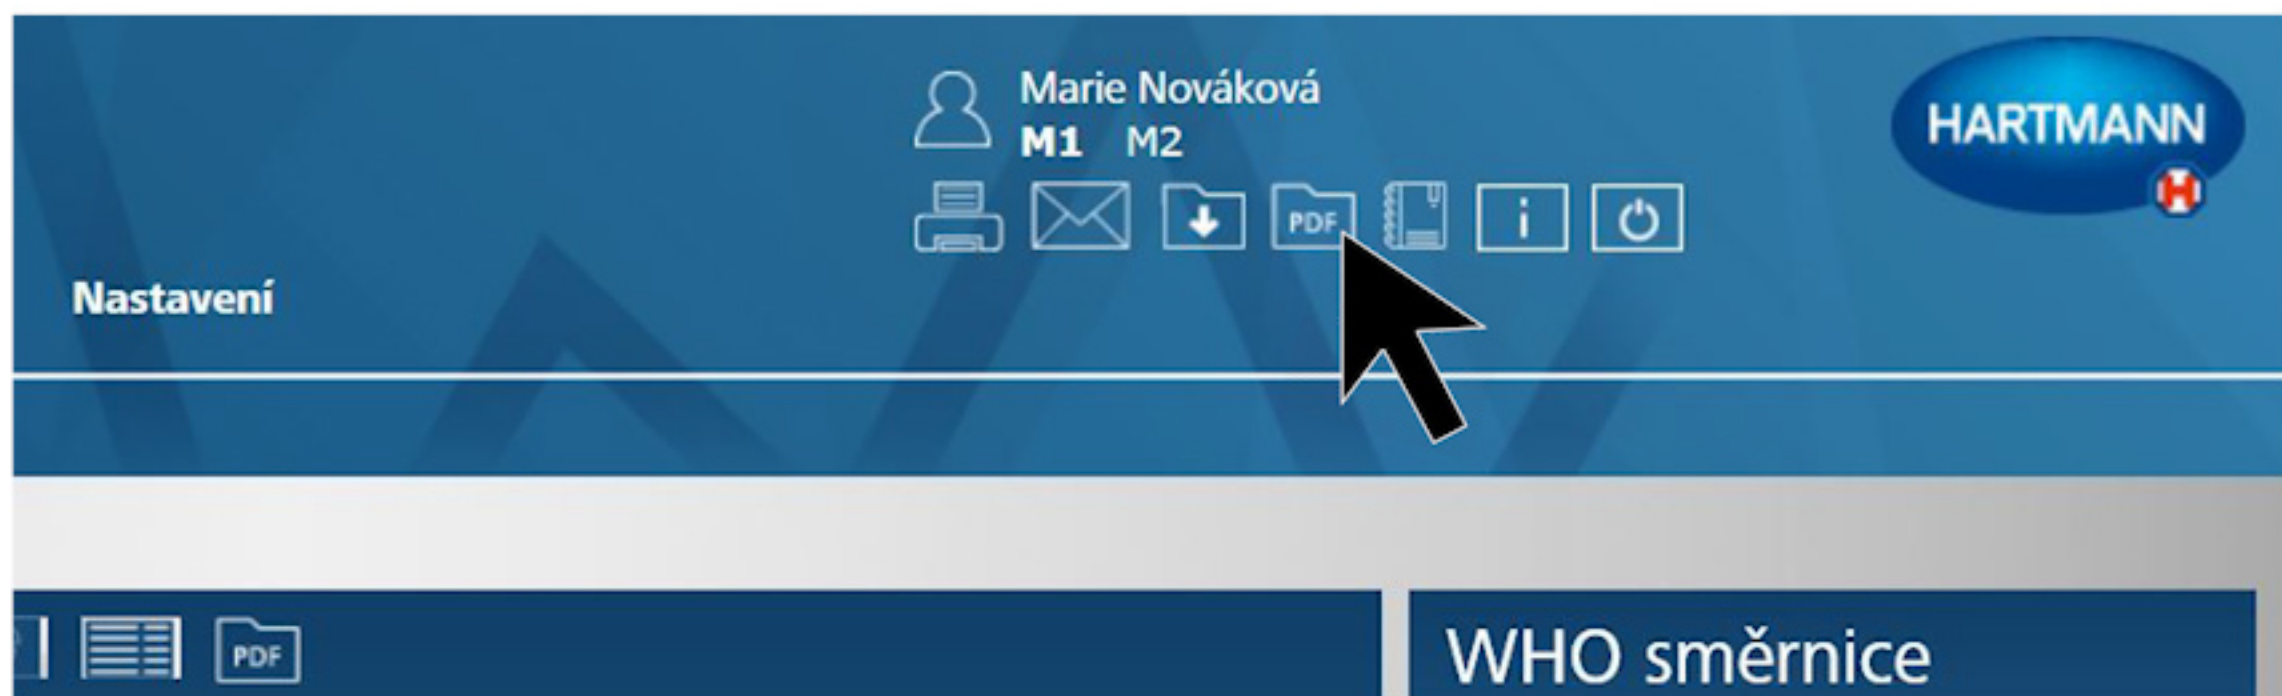 Marie Nováková
M1 M2
HARTMANN
H
PDF
i
Nastavení
PDF
WHO směrnice